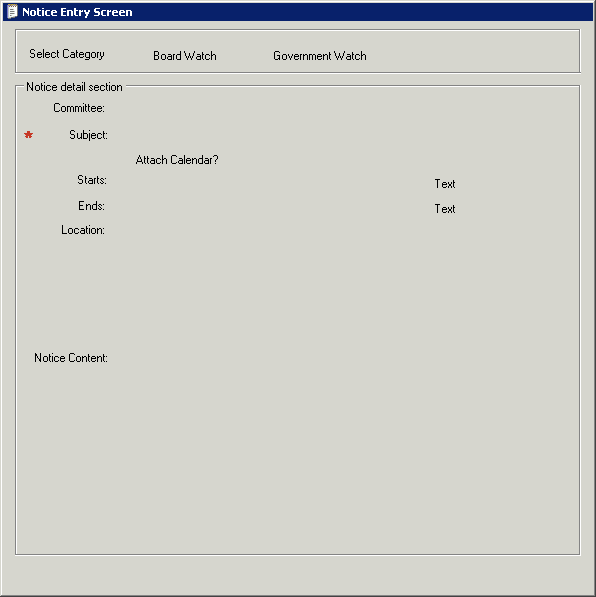 Notice Entry Screen
Select Category Board Watch Government Watch
Notice detail section
Committee:
* Subject:
Attach Calendar?
Starts: Text
Ends: Text
Location:
Notice Content: